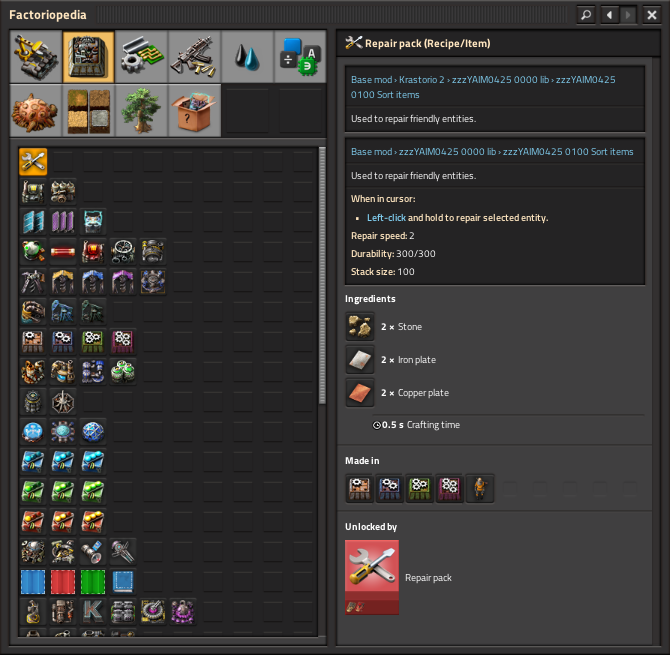 Factoriopedia
Repair pack (Recipe/Item)
Base mod › Krastorio 2 › zzzYAIM0425 0000 lib › zzzYAIM0425
0100 Sort items
Used to repair friendly entities.
Base mod › zzzYAIM0425 0000 lib › zzzYAIM0425 0100 Sort items
Used to repair friendly entities.
When in cursor:
• Left-click and hold to repair selected entity.
Repair speed: 2
Durability: 300/300
Stack size: 100
Ingredients
2 × Stone
2 × Iron plate
2 × Copper plate
0.5 s Crafting time
Made in
Unlocked by
Repair pack